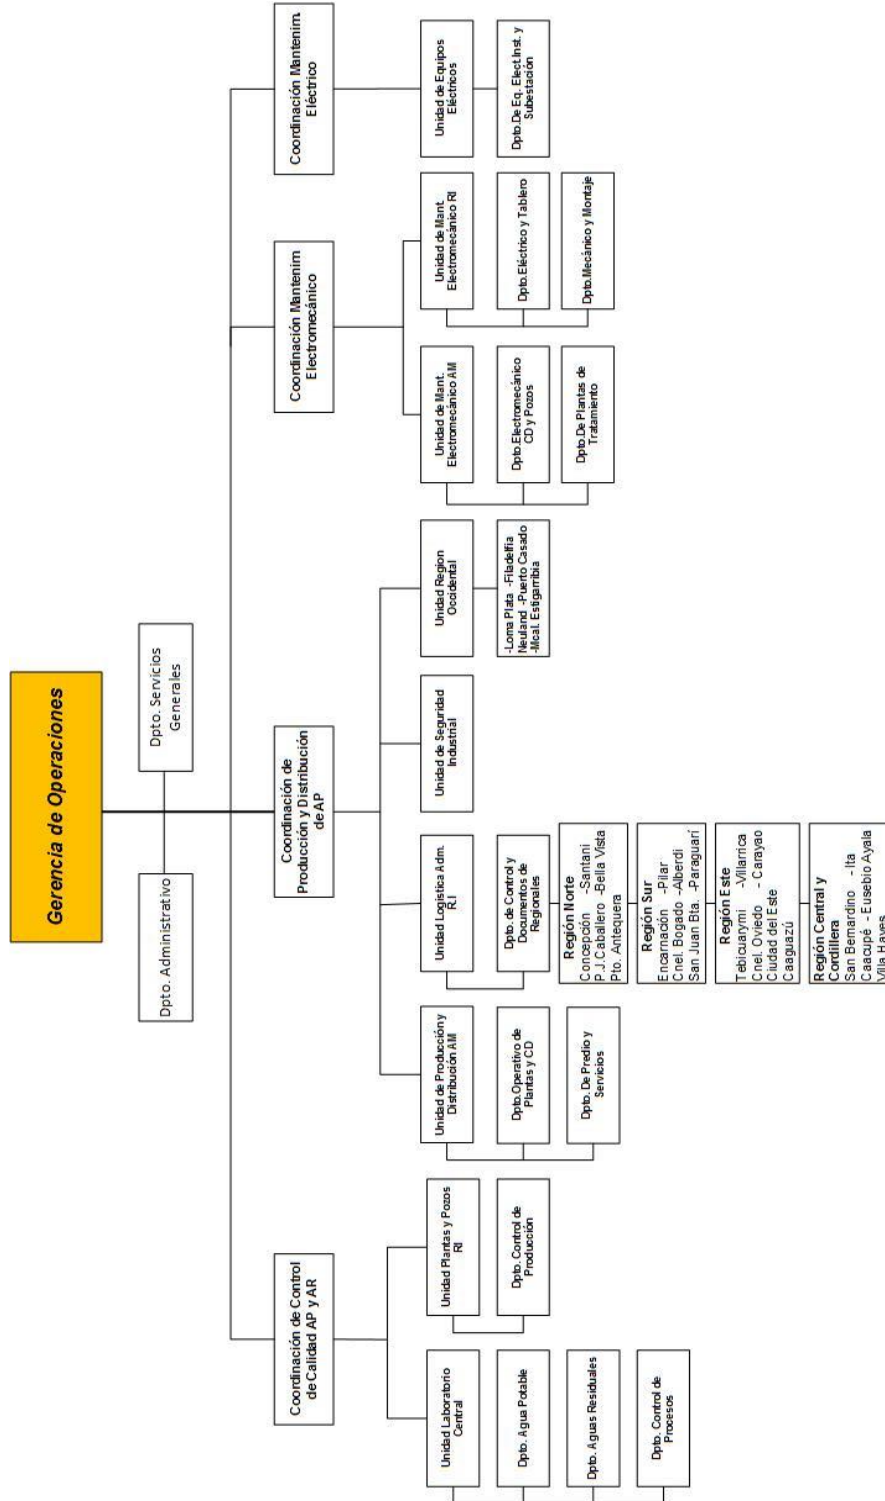 Gerencia de Operaciones
Dpto. Administrativo
Dpto. Servicios
Generales
Coordinación de Control
de Calidad AP y AR
Coordinación de
Producción y Distribución
de AP
Coordinación Mantenim.
Electromecánico
Coordinación Mantenim.
Eléctrico
Unidad Laboratorio
Central
Dpto. Agua Potable
Dpto. Aguas Residuales
Dpto. Control de
Procesos
Unidad Plantas y Pozos
RI
Dpto. Control de
Producción
Unidad de Producción y
Distribución AM
Dpto.Operativo de
Plantas y CD
Dpto. De Predio y
Servicios
Unidad Logística Adm.
R.I
Dpto. de Control y
Documentos de
Regionales
Región Norte
Concepción -Santani
P.J.Caballero -Bella Vista
Pto. Antequera
Región Sur
Encarnación -Pilar
Cnel. Bogado -Alberdi
San Juan Bta. -Paraguarí
Región Este
Tebicuarymi -Villarrica
Cnel. Oviedo - Carayao
Ciudad del Este
Caaguazú
Región Central y
Cordillera
San Bernardino - Ita
Caacupé - Eusebio Ayala
Villa Hayes
Unidad de Seguridad
Industrial
Unidad Region
Occidental
-Loma Plata -Filadelfia
Neuland -Puerto Casado
-Mcal. Estigarribia
Unidad de Mant.
Electromecánico AM
Dpto.Electromecánico
CD y Pozos
Dpto.De Plantas de
Tratamiento
Unidad de Mant.
Electromecánico RI
Dpto.Eléctrico y Tablero
Dpto.Mecánico y Montaje
Unidad de Equipos
Eléctricos
Dpto.De Eq. Elect.Inst. y
Subestación